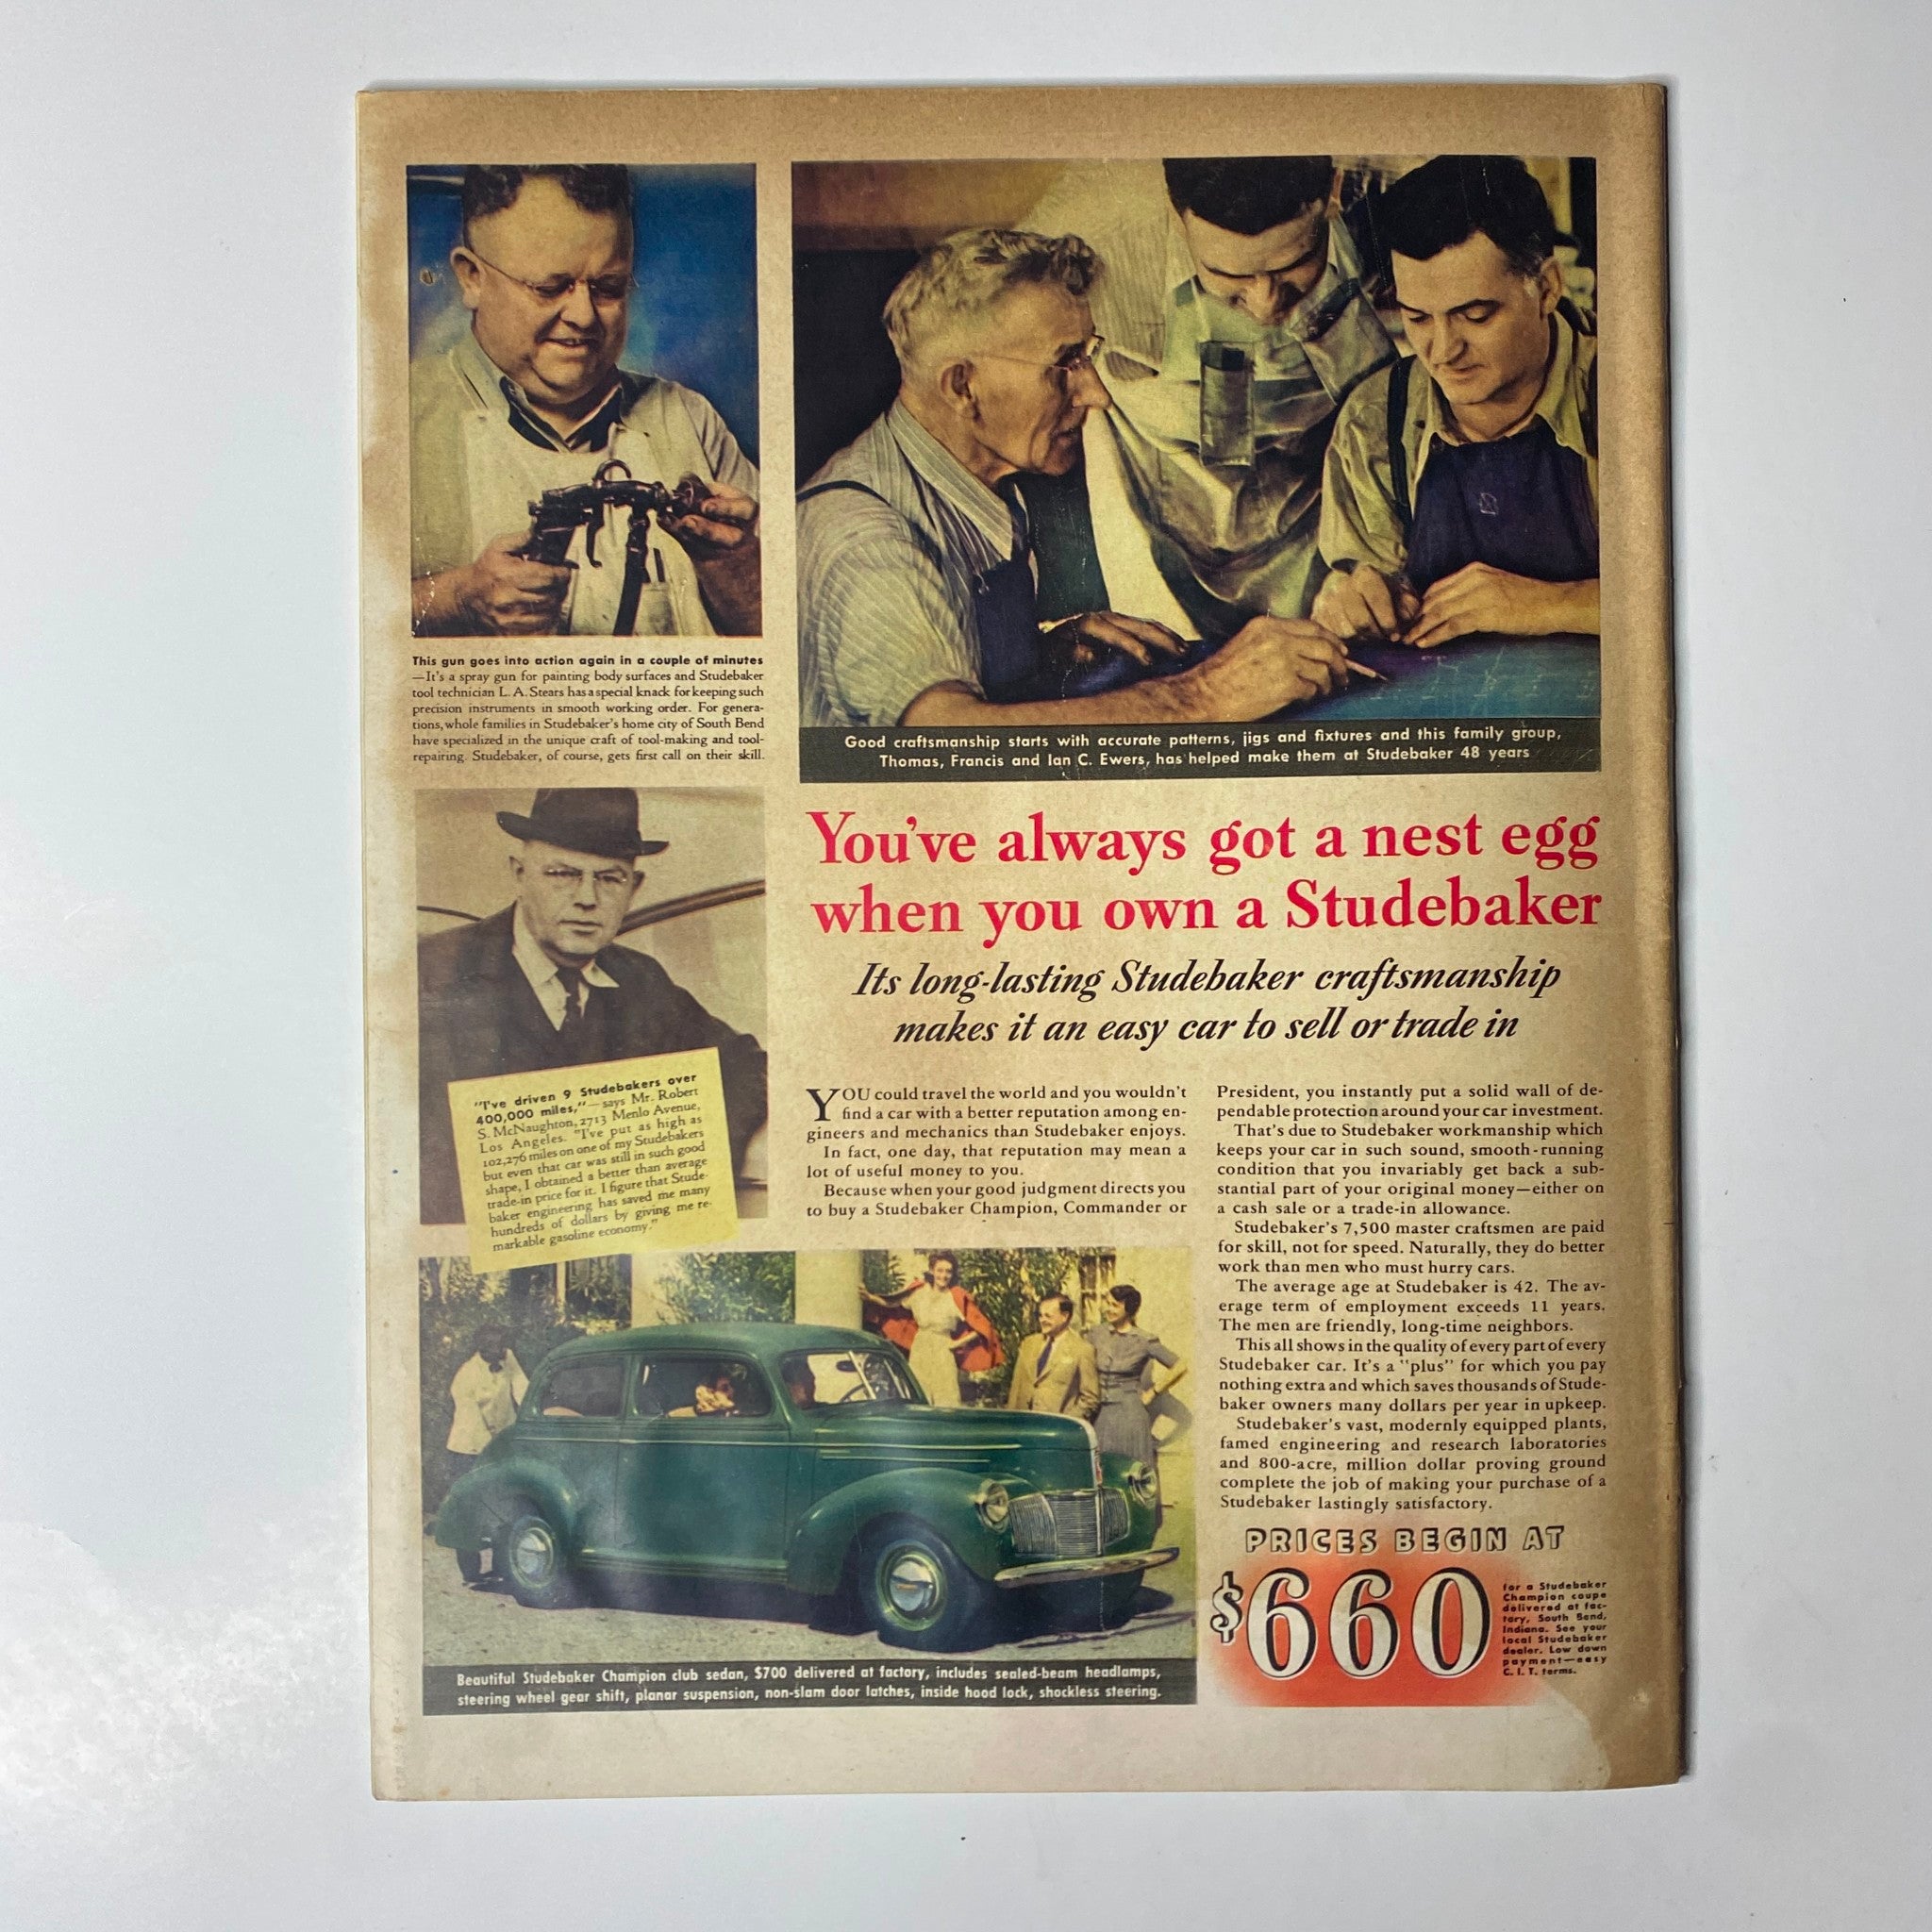 This gun goes into action again in a couple of minutes
—It's a spray gun for painting body surfaces and Studebaker
tool technician L. A. Stears has a special knack for keeping such
precision instruments in smooth working order. For genera-
tions, whole families in Studebaker's home city of South Bend
have specialized in the unique craft of tool-making and tool-
repairing. Studebaker, of course, gets first call on their skill.
Good craftsmanship starts with accurate patterns, jigs and fixtures and this family group,
Thomas, Francis and Ian C. Ewers, has helped make them at Studebaker 48 years
"I've driven 9 Studebakers over
400,000 miles,"—says Mr. Robert
S. McNaughton, 2713 Menlo Avenue,
Los Angeles. "I've put as high as
102,276 miles on one of my Studebakers
but even that car was still in such good
shape, I obtained a better than average
trade-in price for it. I figure that Stude-
baker engineering has saved me many
hundreds of dollars by giving me re-
markable gasoline economy."
You've always got a nest egg
when you own a Studebaker
Its long-lasting Studebaker craftsmanship
makes it an easy car to sell or trade in
YOU could travel the world and you wouldn't
find a car with a better reputation among en-
gineers and mechanics than Studebaker enjoys.
In fact, one day, that reputation may mean a
lot of useful money to you.
Because when your good judgment directs you
to buy a Studebaker Champion, Commander or
President, you instantly put a solid wall of de-
pendable protection around your car investment.
That's due to Studebaker workmanship which
keeps your car in such sound, smooth-running
condition that you invariably get back a sub-
stantial part of your original money—either on
a cash sale or a trade-in allowance.
Studebaker's 7,500 master craftsmen are paid
for skill, not for speed. Naturally, they do better
work than men who must hurry cars.
The average age at Studebaker is 42. The av-
erage term of employment exceeds 11 years.
The men are friendly, long-time neighbors.
This all shows in the quality of every part of every
Studebaker car. It's a "plus" for which you pay
nothing extra and which saves thousands of Stude-
baker owners many dollars per year in upkeep.
Studebaker's vast, modernly equipped plants,
famed engineering and research laboratories
and 800-acre, million dollar proving ground
complete the job of making your purchase of a
Studebaker lastingly satisfactory.
PRICES BEGIN AT
$660
for a Studebaker
Champion coupe
delivered at fac-
tory, South Bend,
Indiana. See your
local Studebaker
dealer. Low down
payment—easy
C. I. T. terms.
Beautiful Studebaker Champion club sedan, $700 delivered at factory, includes sealed-beam headlamps,
steering wheel gear shift, planar suspension, non-slam door latches, inside hood lock, shockless steering.